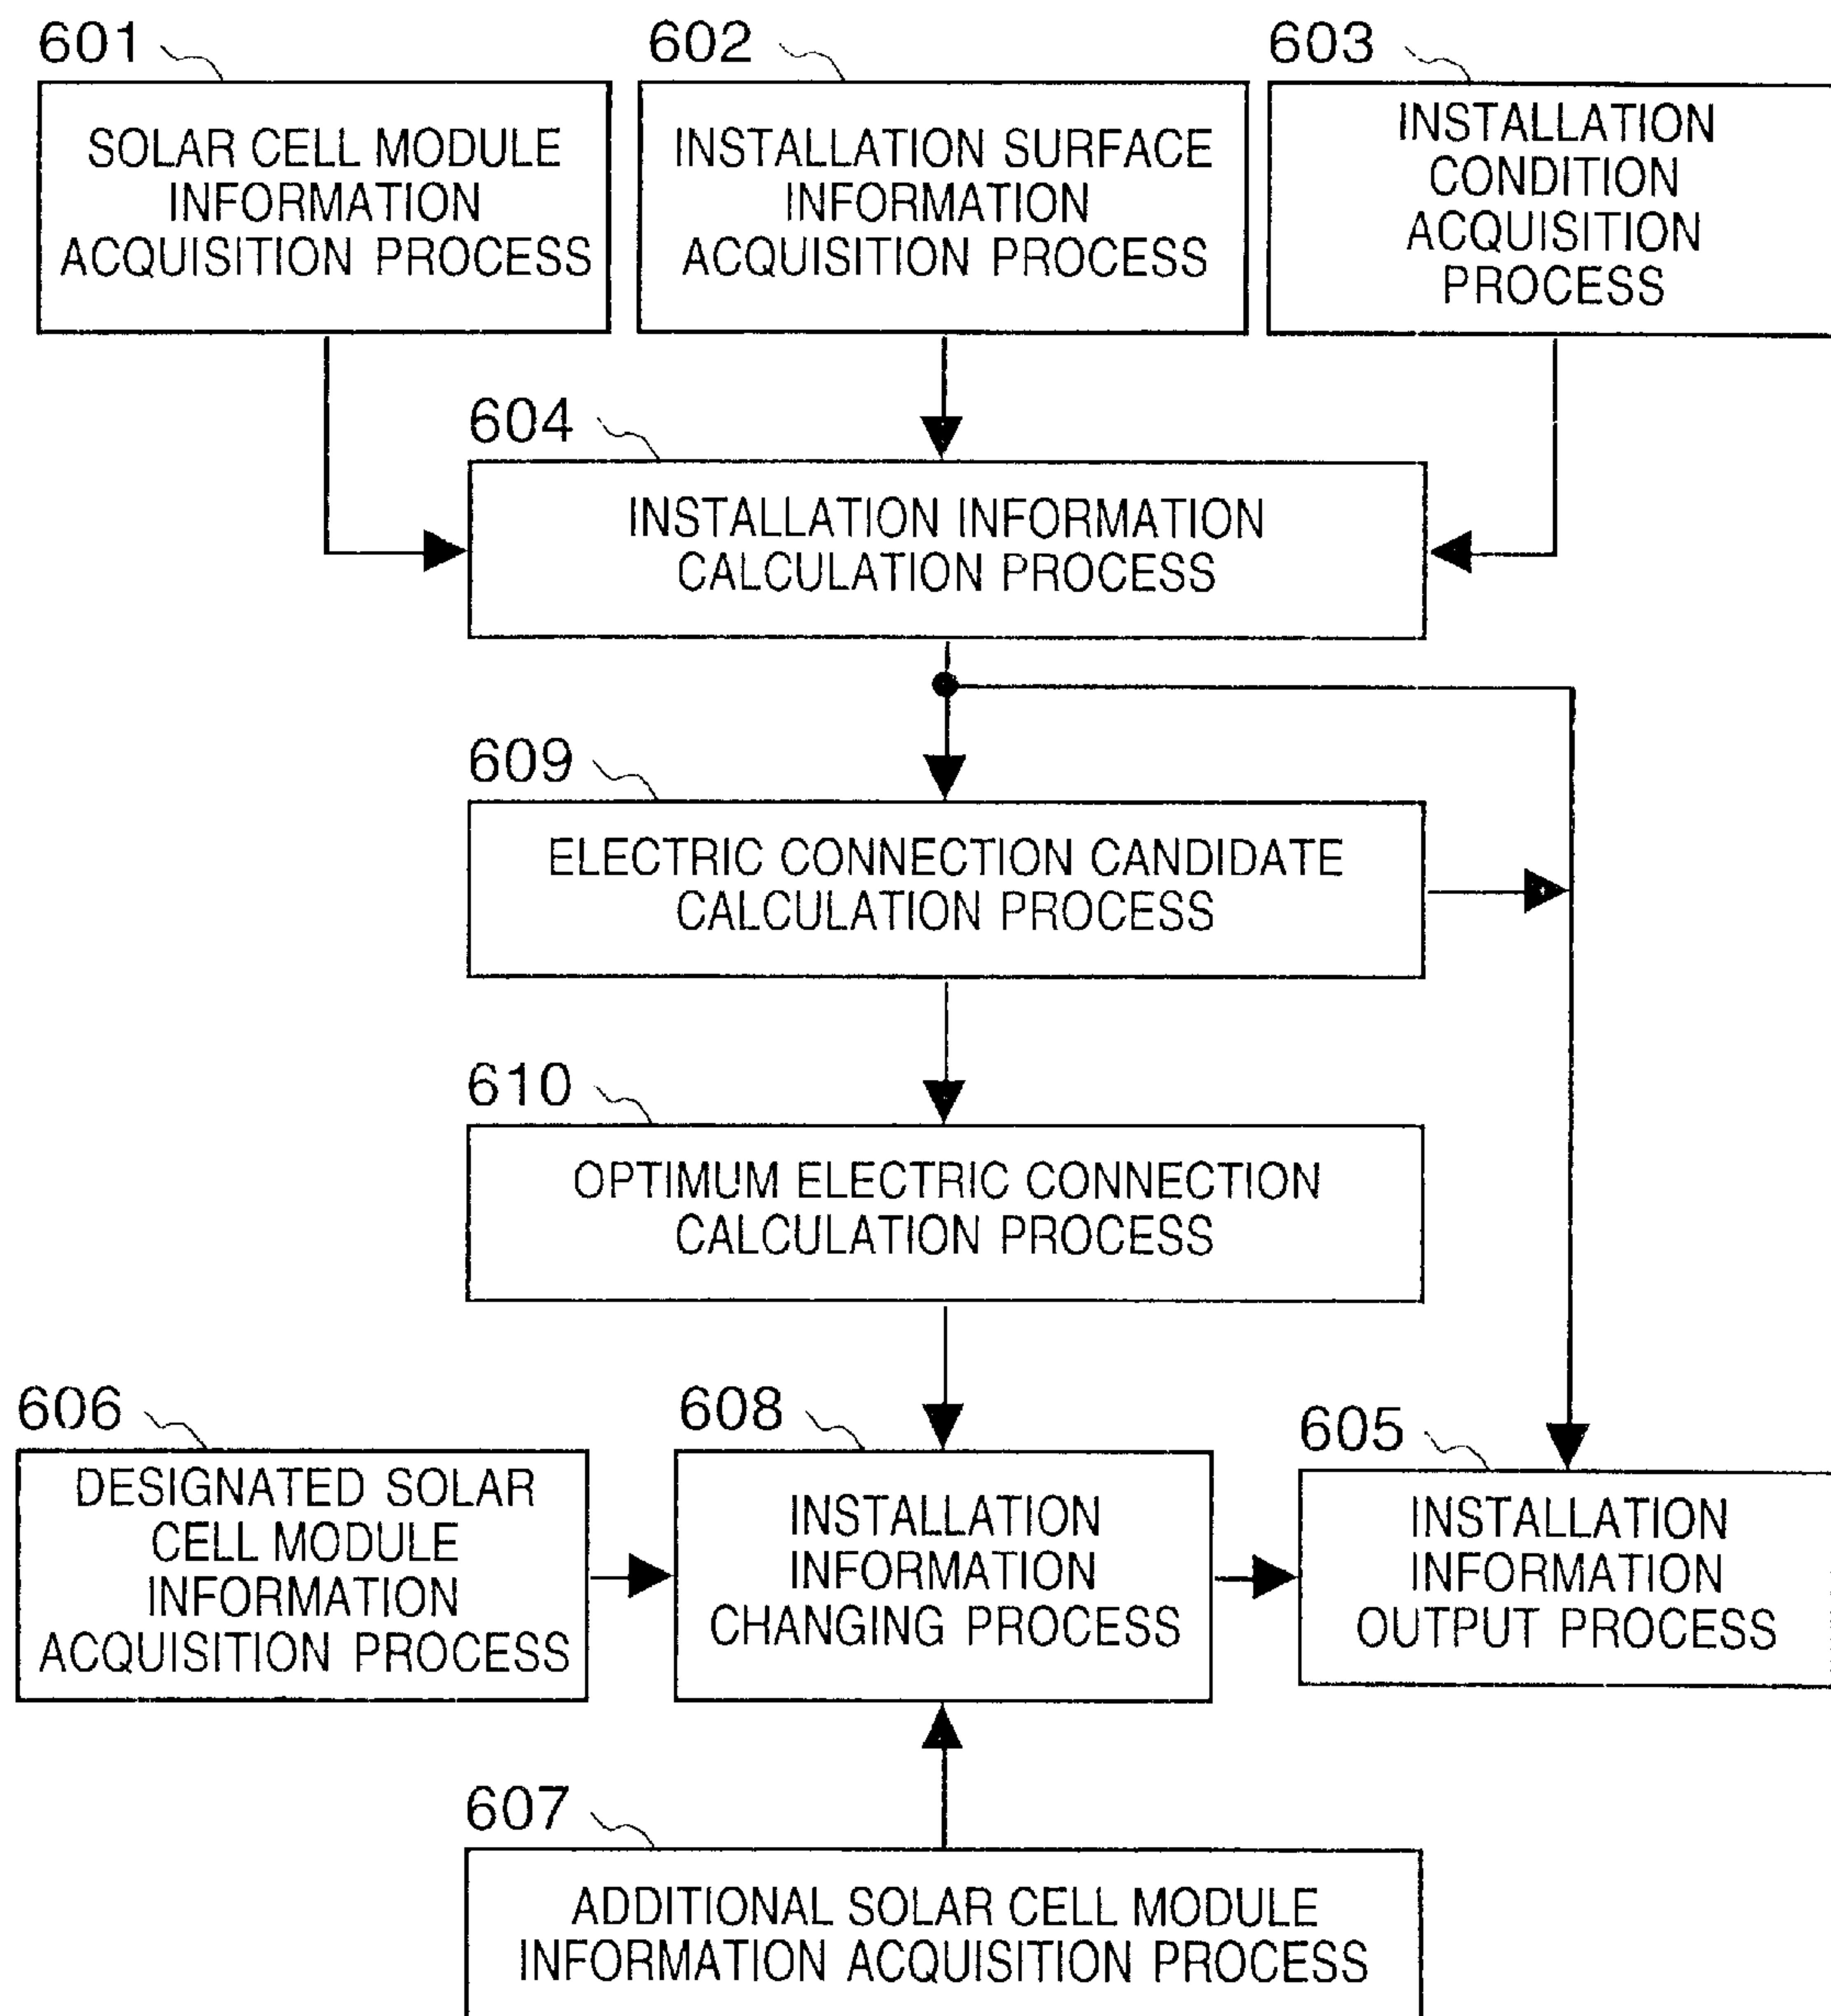 601
SOLAR CELL MODULE
INFORMATION
ACQUISITION PROCESS
602
INSTALLATION SURFACE
INFORMATION
ACQUISITION PROCESS
603
INSTALLATION
CONDITION
ACQUISITION
PROCESS
604
INSTALLATION INFORMATION
CALCULATION PROCESS
609
ELECTRIC CONNECTION CANDIDATE
CALCULATION PROCESS
610
OPTIMUM ELECTRIC CONNECTION
CALCULATION PROCESS
606
DESIGNATED SOLAR
CELL MODULE
INFORMATION
ACQUISITION PROCESS
608
INSTALLATION
INFORMATION
CHANGING PROCESS
605
INSTALLATION
INFORMATION
OUTPUT PROCESS
607
ADDITIONAL SOLAR CELL MODULE
INFORMATION ACQUISITION PROCESS